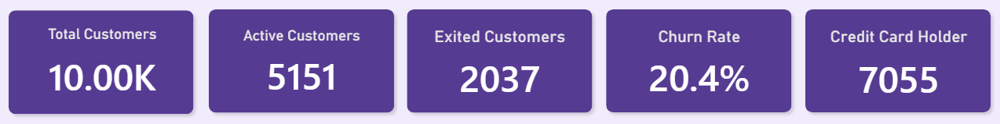 Total Customers
10.00K
Active Customers
5151
Exited Customers
2037
Churn Rate
20.4%
Credit Card Holder
7055